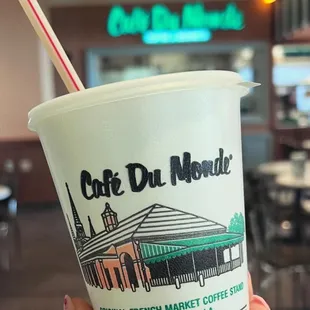 Café Du Monde
Café Du Monde®
FRENCH MARKET COFFEE STAND